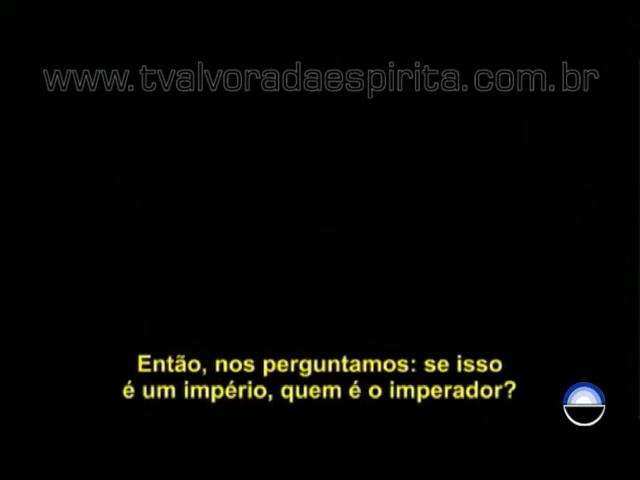 www.tvalvoradaespirita.com.br
Então, nos perguntamos: se isso
é um império, quem é o imperador?